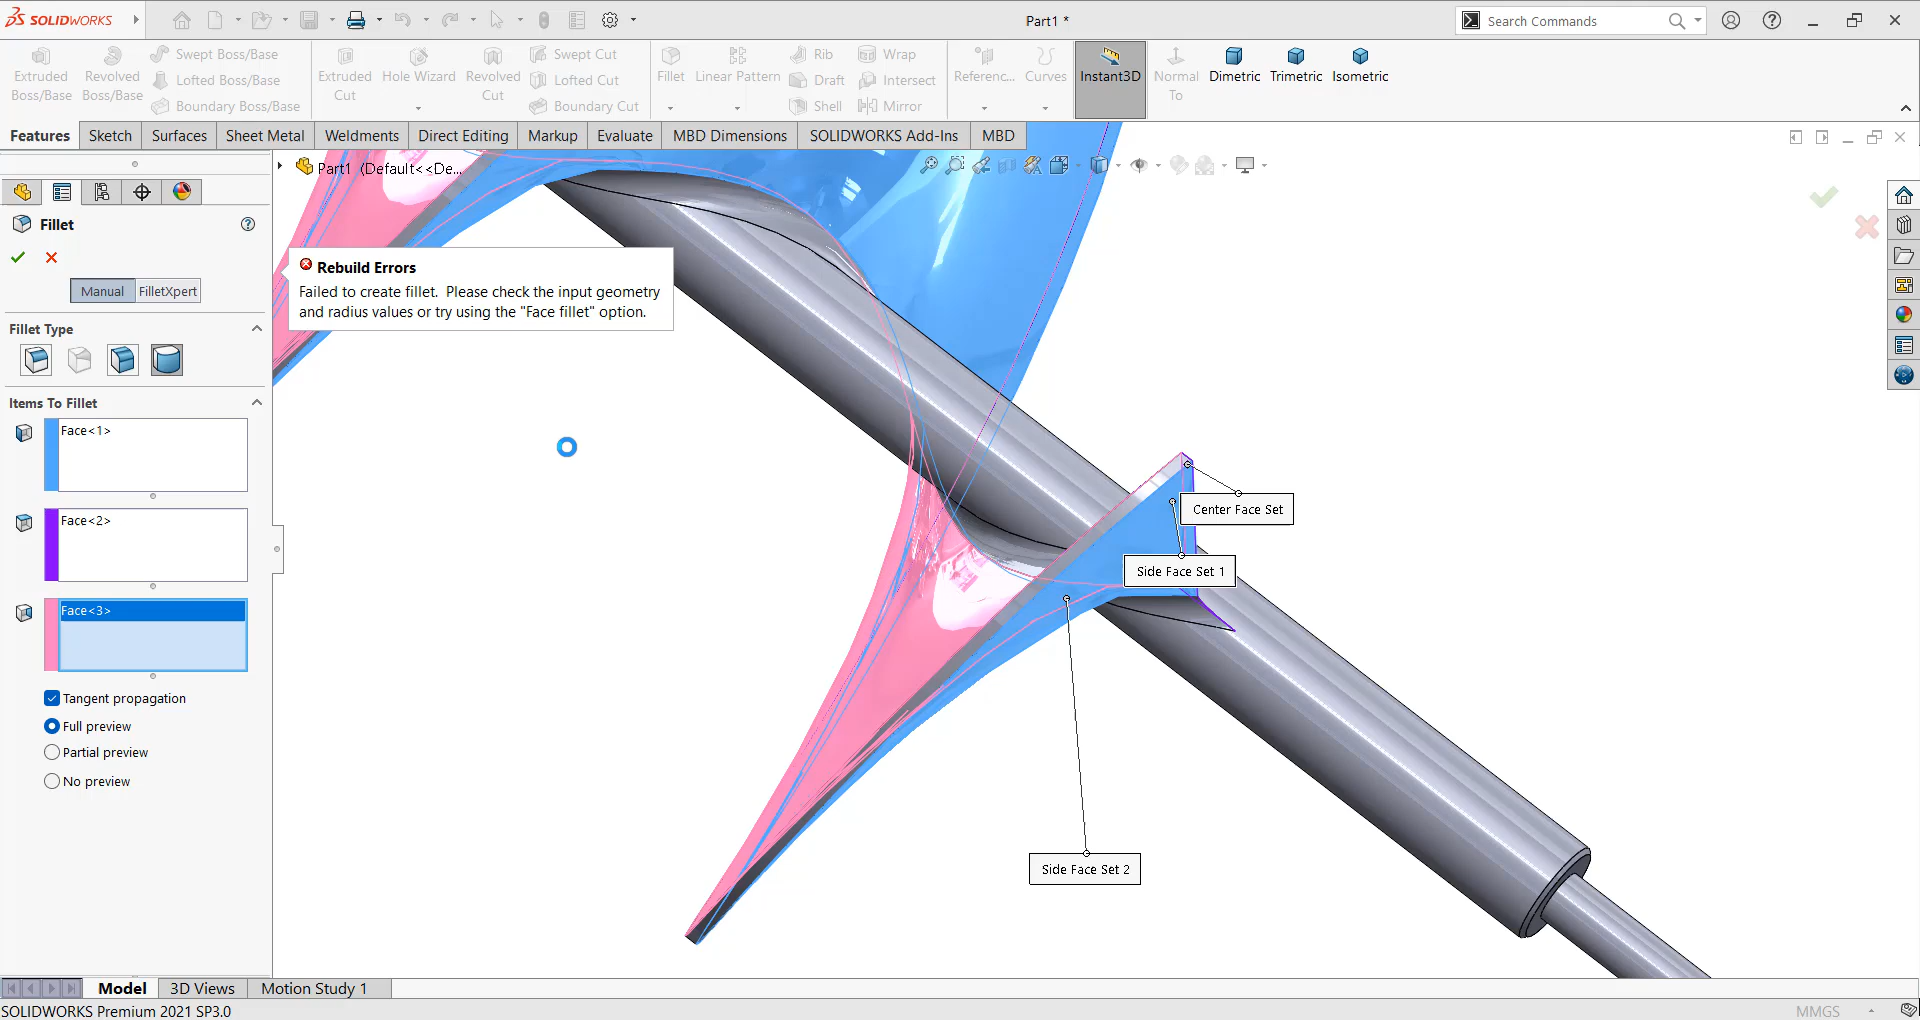 SOLIDWORKS
Part1 *
Search Commands
Extruded Boss/Base
Revolved Boss/Base
Swept Boss/Base
Lofted Boss/Base
Boundary Boss/Base
Extruded Cut
Hole Wizard
Revolved Cut
Swept Cut
Lofted Cut
Boundary Cut
Fillet
Linear Pattern
Rib
Draft
Shell
Wrap
Intersect
Mirror
Referenc...
Curves
Instant3D
Normal To
Dimetric
Trimetric
Isometric
Features
Sketch
Surfaces
Sheet Metal
Weldments
Direct Editing
Markup
Evaluate
MBD Dimensions
SOLIDWORKS Add-Ins
MBD
Part1 (Default<<De...
Fillet
Manual
FilletXpert
Rebuild Errors
Failed to create fillet. Please check the input geometry
and radius values or try using the "Face fillet" option.
Fillet Type
Items To Fillet
Face<1>
Face<2>
Face<3>
Tangent propagation
Full preview
Partial preview
No preview
Center Face Set
Side Face Set 1
Side Face Set 2
Model
3D Views
Motion Study 1
SOLIDWORKS Premium 2021 SP3.0
MMGS